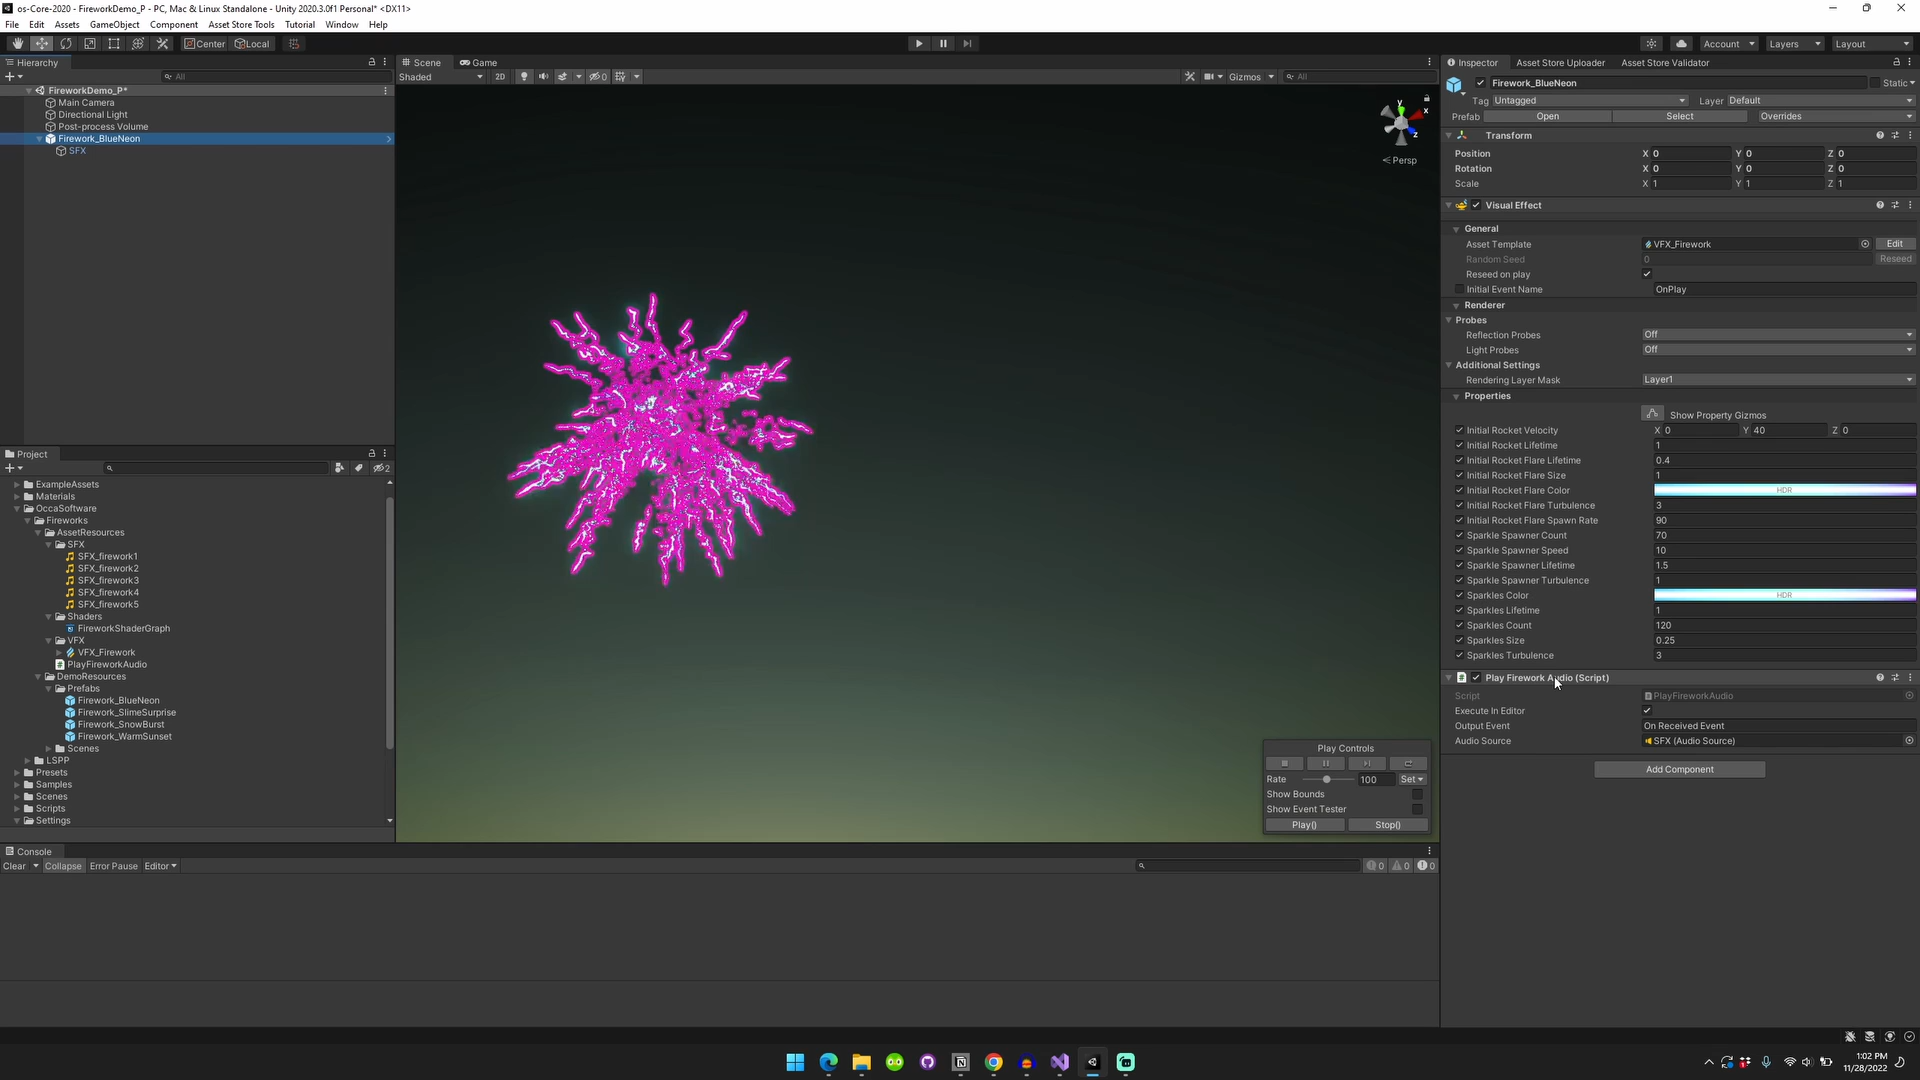 os-Core-2020 - FireworkDemo_P - PC, Mac & Linux Standalone - Unity 2020.3.0f1 Personal* <DX11>
File Edit Assets GameObject Component Asset Store Tools Tutorial Window Help
Center Local Account Layers Layout
Hierarchy
All
FireworkDemo_P*
Main Camera
Directional Light
Post-process Volume
Firework_BlueNeon
SFX
Scene Game
Shaded 2D 0 Gizmos All
y x z
Persp
Project
2
ExampleAssets
Materials
OccaSoftware
Fireworks
AssetResources
SFX
SFX_firework1
SFX_firework2
SFX_firework3
SFX_firework4
SFX_firework5
Shaders
FireworkShaderGraph
VFX
VFX_Firework
PlayFireworkAudio
DemoResources
Prefabs
Firework_BlueNeon
Firework_SlimeSurprise
Firework_SnowBurst
Firework_WarmSunset
Scenes
LSPP
Presets
Samples
Scenes
Scripts
Settings
Play Controls
Rate 100 Set
Show Bounds
Show Event Tester
Play() Stop()
Console
Clear Collapse Error Pause Editor 0 0 0
Inspector Asset Store Uploader Asset Store Validator
Firework_BlueNeon Static
Tag Untagged Layer Default
Prefab Open Select Overrides
Transform
Position X 0 Y 0 Z 0
Rotation X 0 Y 0 Z 0
Scale X 1 Y 1 Z 1
Visual Effect
General
Asset Template VFX_Firework Edit
Random Seed 0 Reseed
Reseed on play
Initial Event Name OnPlay
Renderer
Probes
Reflection Probes Off
Light Probes Off
Additional Settings
Rendering Layer Mask Layer1
Properties
Show Property Gizmos
Initial Rocket Velocity X 0 Y 40 Z 0
Initial Rocket Lifetime 1
Initial Rocket Flare Lifetime 0.4
Initial Rocket Flare Size 1
Initial Rocket Flare Color HDR
Initial Rocket Flare Turbulence 3
Initial Rocket Flare Spawn Rate 90
Sparkle Spawner Count 70
Sparkle Spawner Speed 10
Sparkle Spawner Lifetime 1.5
Sparkle Spawner Turbulence 1
Sparkles Color HDR
Sparkles Lifetime 1
Sparkles Count 120
Sparkles Size 0.25
Sparkles Turbulence 3
Play Firework Audio (Script)
Script PlayFireworkAudio
Execute In Editor
Output Event On Received Event
Audio Source SFX (Audio Source)
Add Component
1:02 PM
11/28/2022